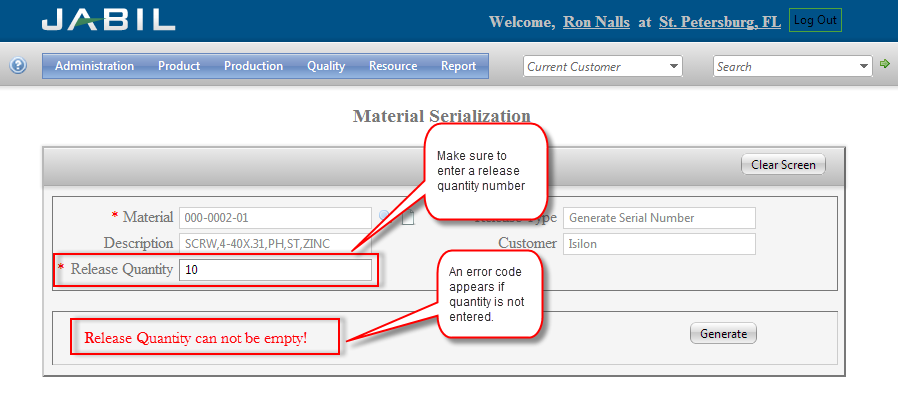 JABIL
Welcome, Ron Nalls at St. Petersburg, FL Log Out
? Administration Product Production Quality Resource Report Current Customer Search
Material Serialization
Clear Screen
Make sure to
enter a release
quantity number
* Material 000-0002-01 Type Generate Serial Number
Description SCRW,4-40X.31,PH,ST,ZINC Customer Isilon
* Release Quantity 10
An error code
appears if
quantity is not
entered.
Release Quantity can not be empty! Generate